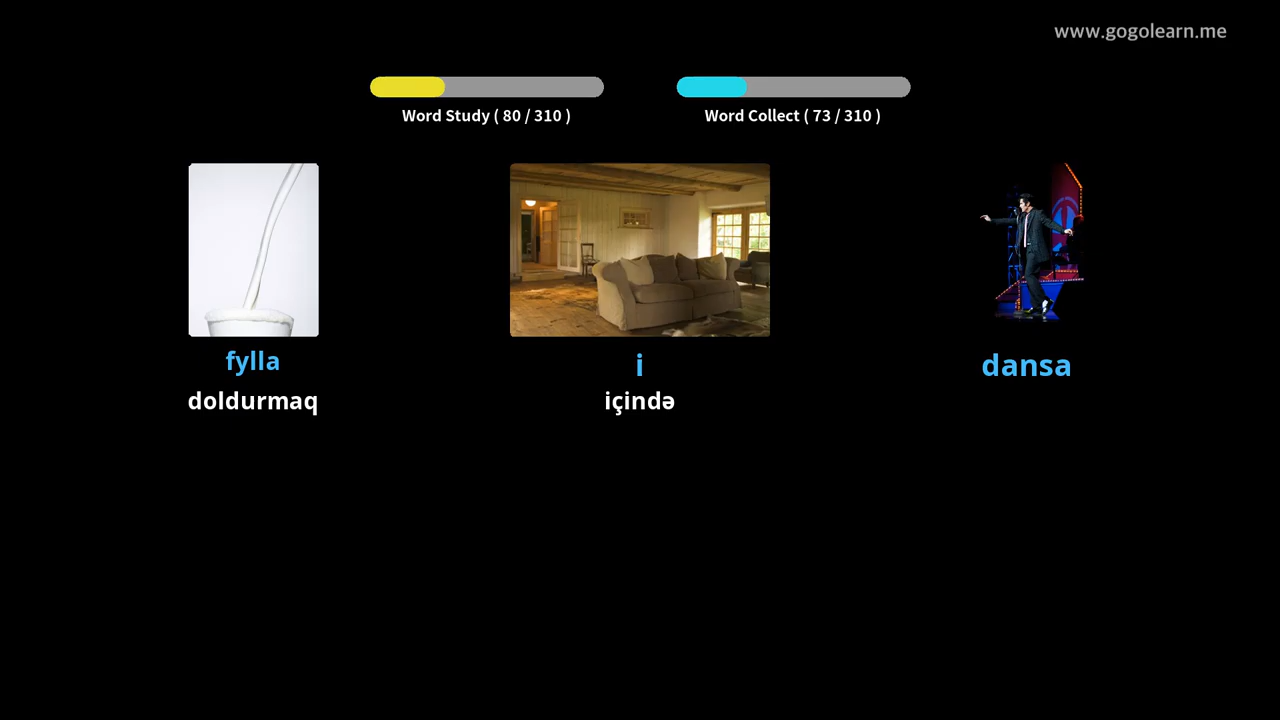 www.gogolearn.me
Word Study ( 80 / 310 )
Word Collect ( 73 / 310 )
fylla
i
dansa
doldurmaq
içində